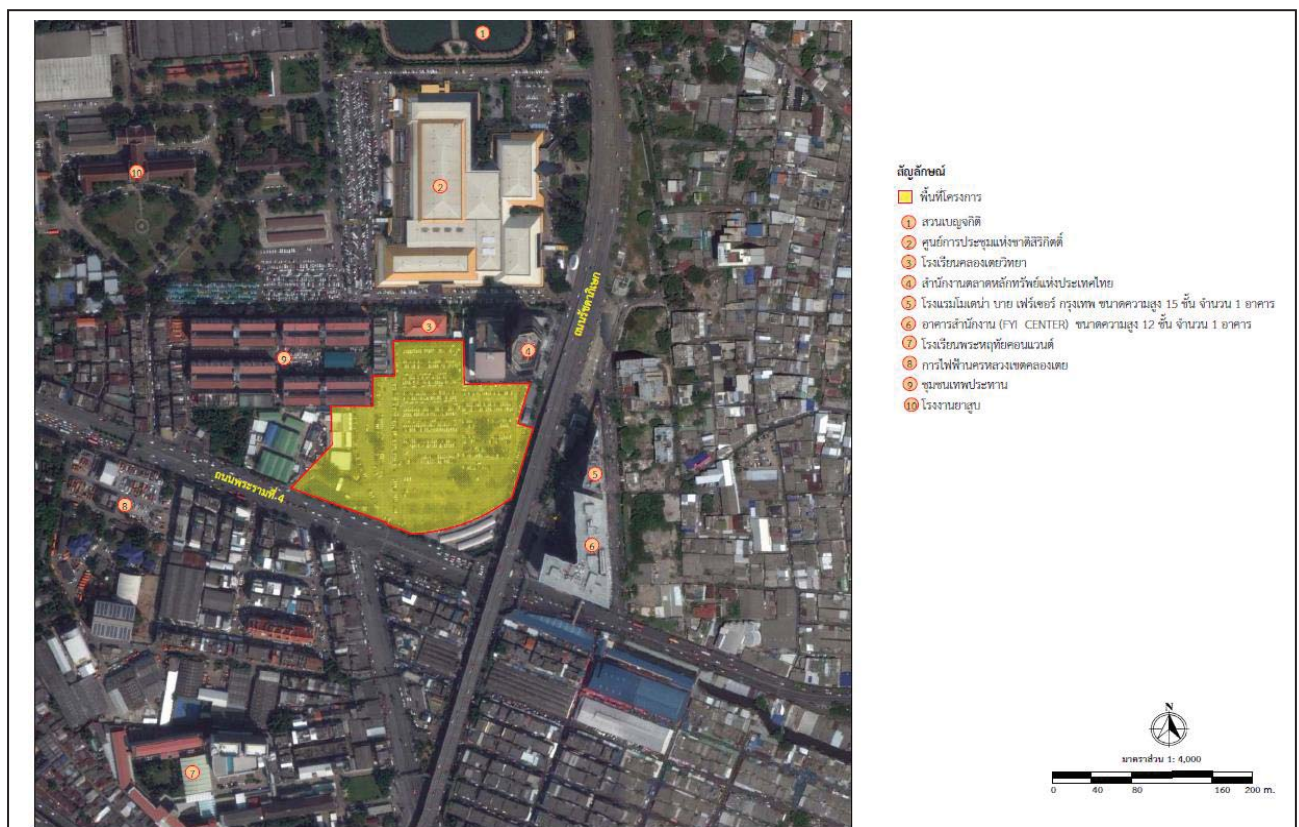 1
2
10
ถนนรัชดาภิเษก
3
4
9
5
ถนนพระรามที่ 4
8
6
7
สัญลักษณ์
พื้นที่โครงการ
1 สวนเบญจกิติ
2 ศูนย์การประชุมแห่งชาติสิริกิตติ์
3 โรงเรียนคลองเตยวิทยา
4 สำนักงานตลาดหลักทรัพย์แห่งประเทศไทย
5 โรงแรมโมเดน่า บาย เฟร์เซอร์ กรุงเทพ ขนาดความสูง 15 ชั้น จำนวน 1 อาคาร
6 อาคารสำนักงาน (FYI CENTER) ขนาดความสูง 12 ชั้น จำนวน 1 อาคาร
7 โรงเรียนพระหฤทัยคอนแวนต์
8 การไฟฟ้านครหลวงเขตคลองเตย
9 ชุมชนเทพประทาน
10 โรงงานยาสูบ
N
มาตราส่วน 1: 4,000
0 40 80 160 200 m.